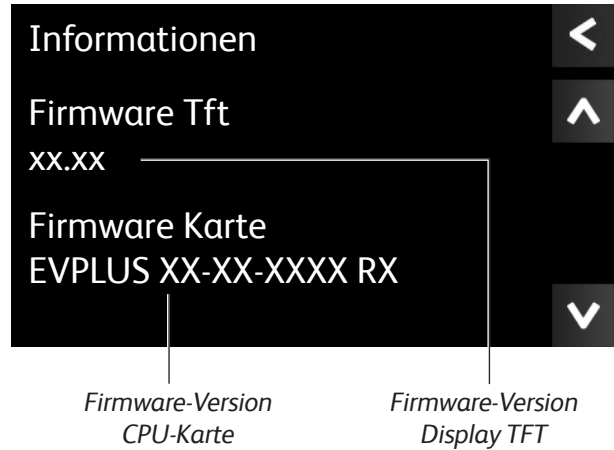 Informationen
Firmware Tft
xx.xx
Firmware Karte
EVPLUS XX-XX-XXXX RX
Firmware-Version
CPU-Karte
Firmware-Version
Display TFT